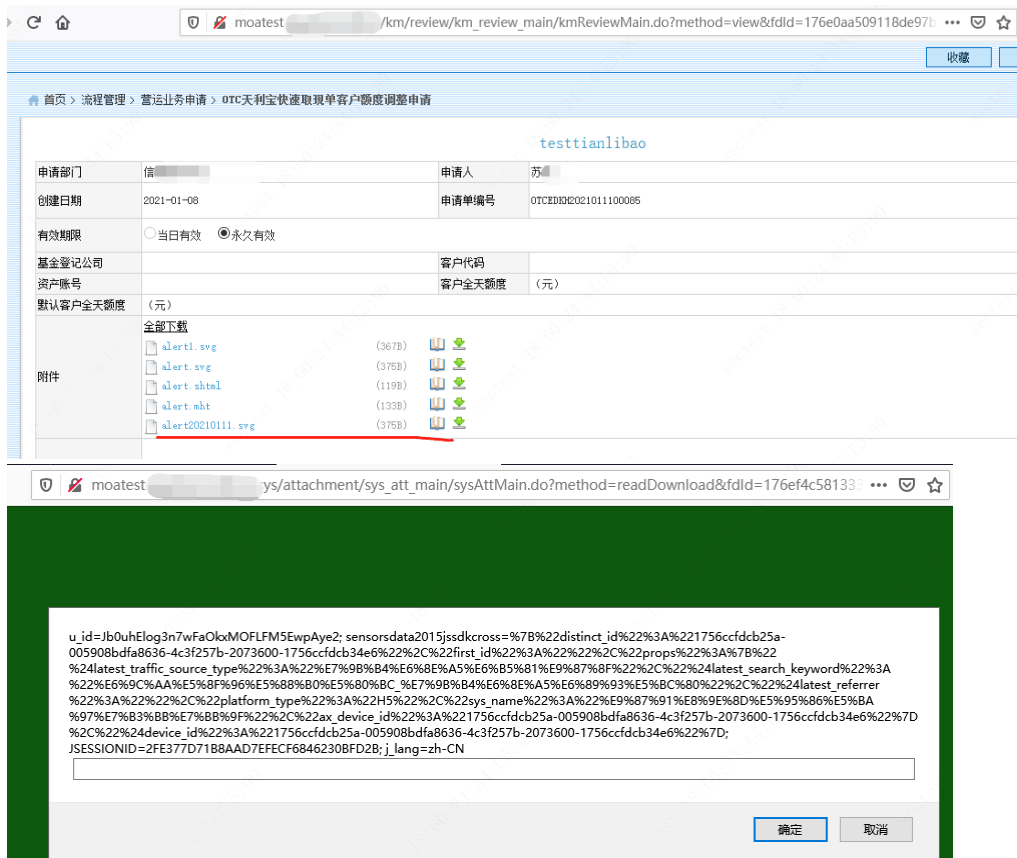 moatest /km/review/km_review_main/kmReviewMain.do?method=view&fdId=176e0aa509118de97b
收藏
首页 > 流程管理 > 营运业务申请 > OTC天利宝快速取现单客户额度调整申请
testtianlibao
申请部门 信 申请人 苏
创建日期 2021-01-08 申请单编号 OTCEDKH2021011100085
有效期限 当日有效 永久有效
基金登记公司 客户代码
资产账号 客户全天额度 （元）
默认客户全天额度 （元）
全部下载
附件
alert1.svg (367B)
alert.svg (375B)
alert.shtml (119B)
alert.mht (133B)
alert20210111.svg (375B)
moatest ys/attachment/sys_att_main/sysAttMain.do?method=readDownload&fdId=176ef4c581333
u_id=Jb0uhElog3n7wFaOkxMOFLFM5EwpAye2; sensorsdata2015jssdkcross=%7B%22distinct_id%22%3A%221756ccfdcb25a-
005908bdfa8636-4c3f257b-2073600-1756ccfdcb34e6%22%2C%22first_id%22%3A%22%22%2C%22props%22%3A%7B%22
%24latest_traffic_source_type%22%3A%22%E7%9B%B4%E6%8E%A5%E6%B5%81%E9%87%8F%22%2C%22%24latest_search_keyword%22%3A
%22%E6%9C%AA%E5%8F%96%E5%88%B0%E5%80%BC_%E7%9B%B4%E6%8E%A5%E6%89%93%E5%BC%80%22%2C%22%24latest_referrer
%22%3A%22%22%2C%22platform_type%22%3A%22H5%22%2C%22sys_name%22%3A%22%E9%87%91%E8%9E%8D%E5%95%86%E5%BA
%97%E7%B3%BB%E7%BB%9F%22%2C%22ax_device_id%22%3A%221756ccfdcb25a-005908bdfa8636-4c3f257b-2073600-1756ccfdcb34e6%22%7D
%2C%22%24device_id%22%3A%221756ccfdcb25a-005908bdfa8636-4c3f257b-2073600-1756ccfdcb34e6%22%7D;
JSESSIONID=2FE377D71B8AAD7EFECF6846230BFD2B; j_lang=zh-CN
确定 取消